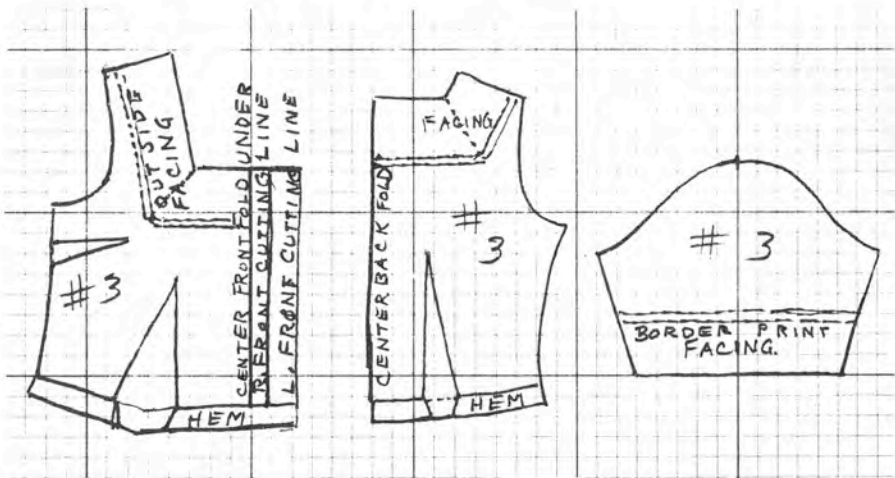 OUT SIDE
FACING
# 3
CENTER FRONT FOLD UNDER
R. FRONT CUTTING LINE
L. FRONE CUTTING LINE
HEM
FACING
CENTER BACK FOLD
# 3
HEM
# 3
BORDER PRINT
FACING.